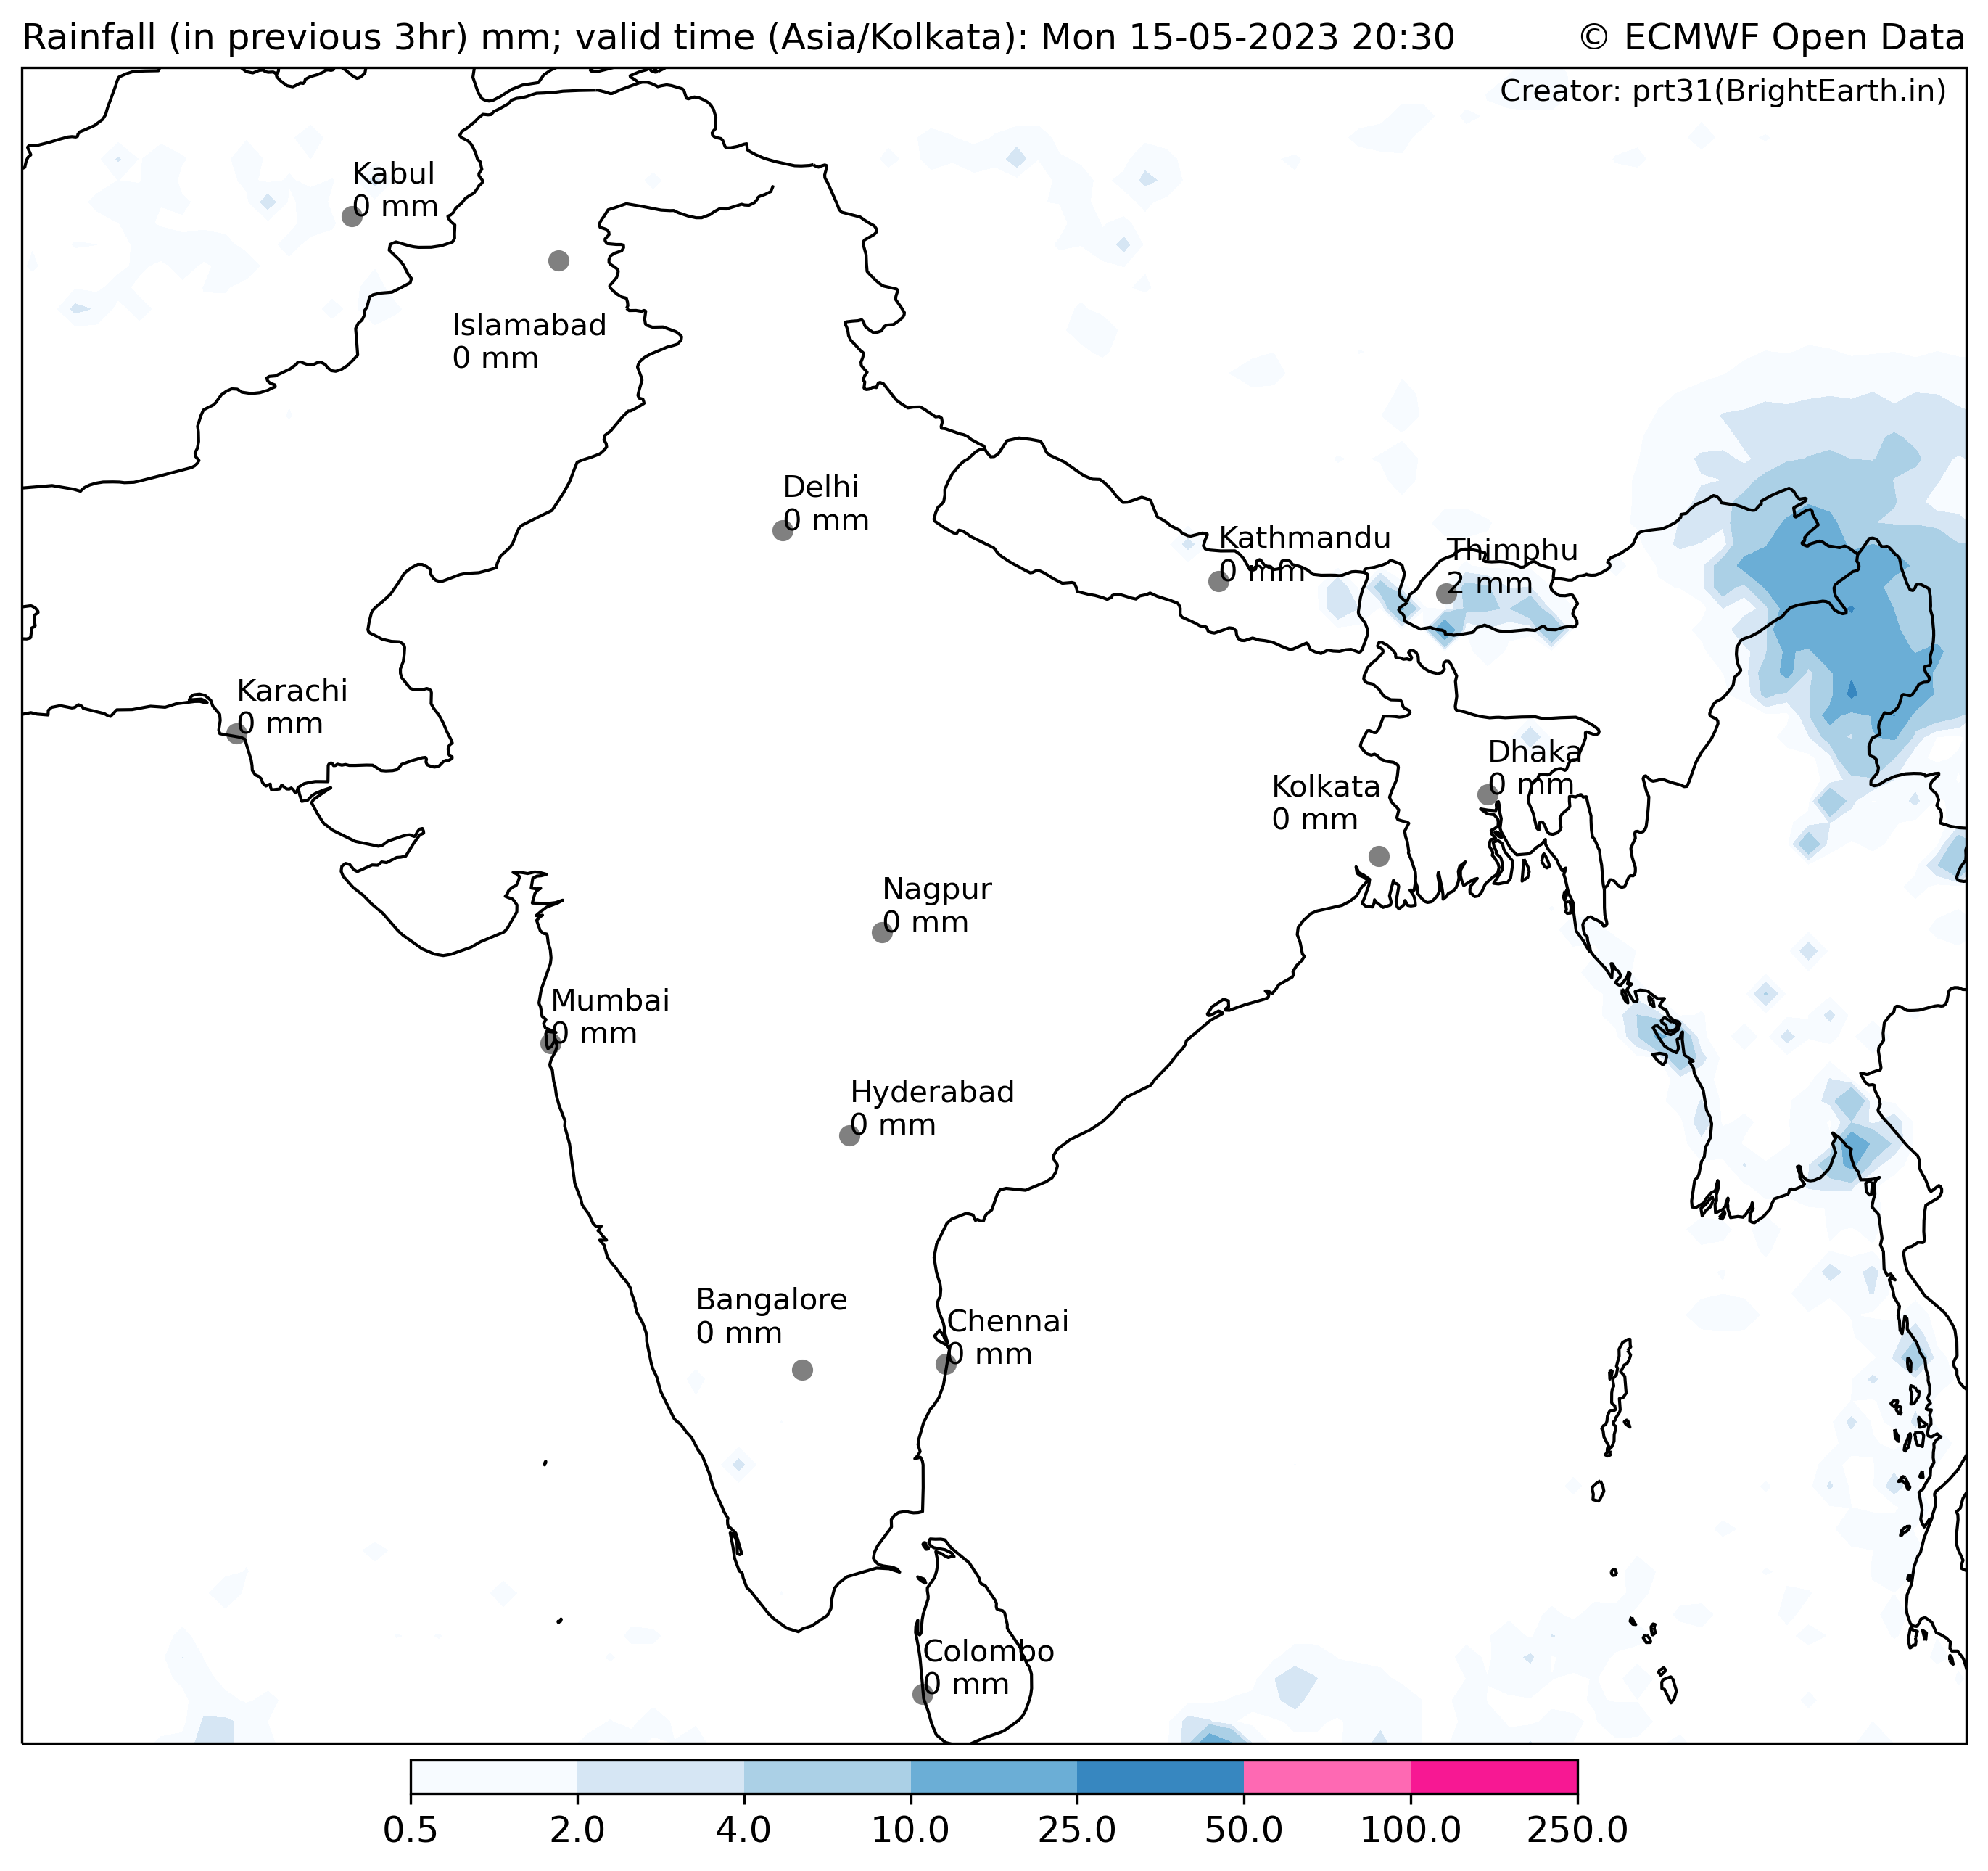 Rainfall (in previous 3hr) mm; valid time (Asia/Kolkata): Mon 15-05-2023 20:30
© ECMWF Open Data
Creator: prt31(BrightEarth.in)
Kabul
0 mm
Islamabad
0 mm
Delhi
0 mm
Kathmandu
0 mm
Thimphu
2 mm
Karachi
0 mm
Dhaka
0 mm
Kolkata
0 mm
Nagpur
0 mm
Mumbai
0 mm
Hyderabad
0 mm
Bangalore
0 mm
Chennai
0 mm
Colombo
0 mm
0.5 2.0 4.0 10.0 25.0 50.0 100.0 250.0